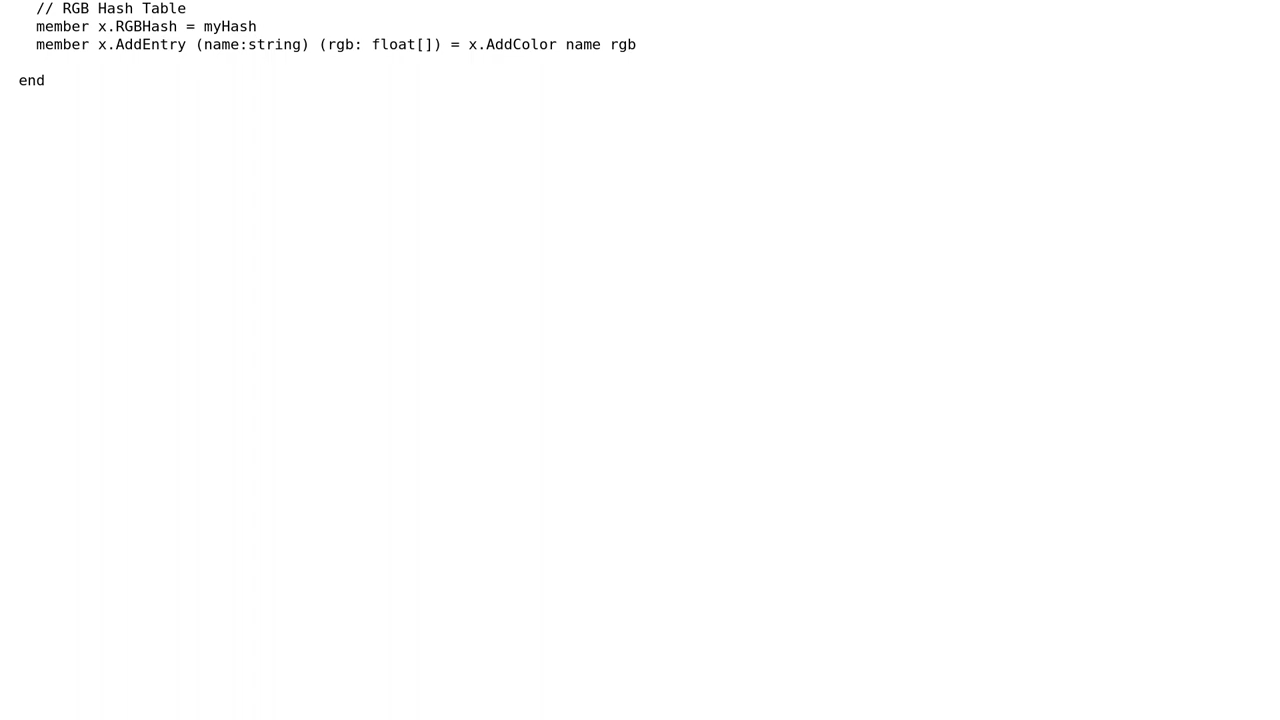 // RGB Hash Table
member x.RGBHash = myHash
member x.AddEntry (name:string) (rgb: float[]) = x.AddColor name rgb
end